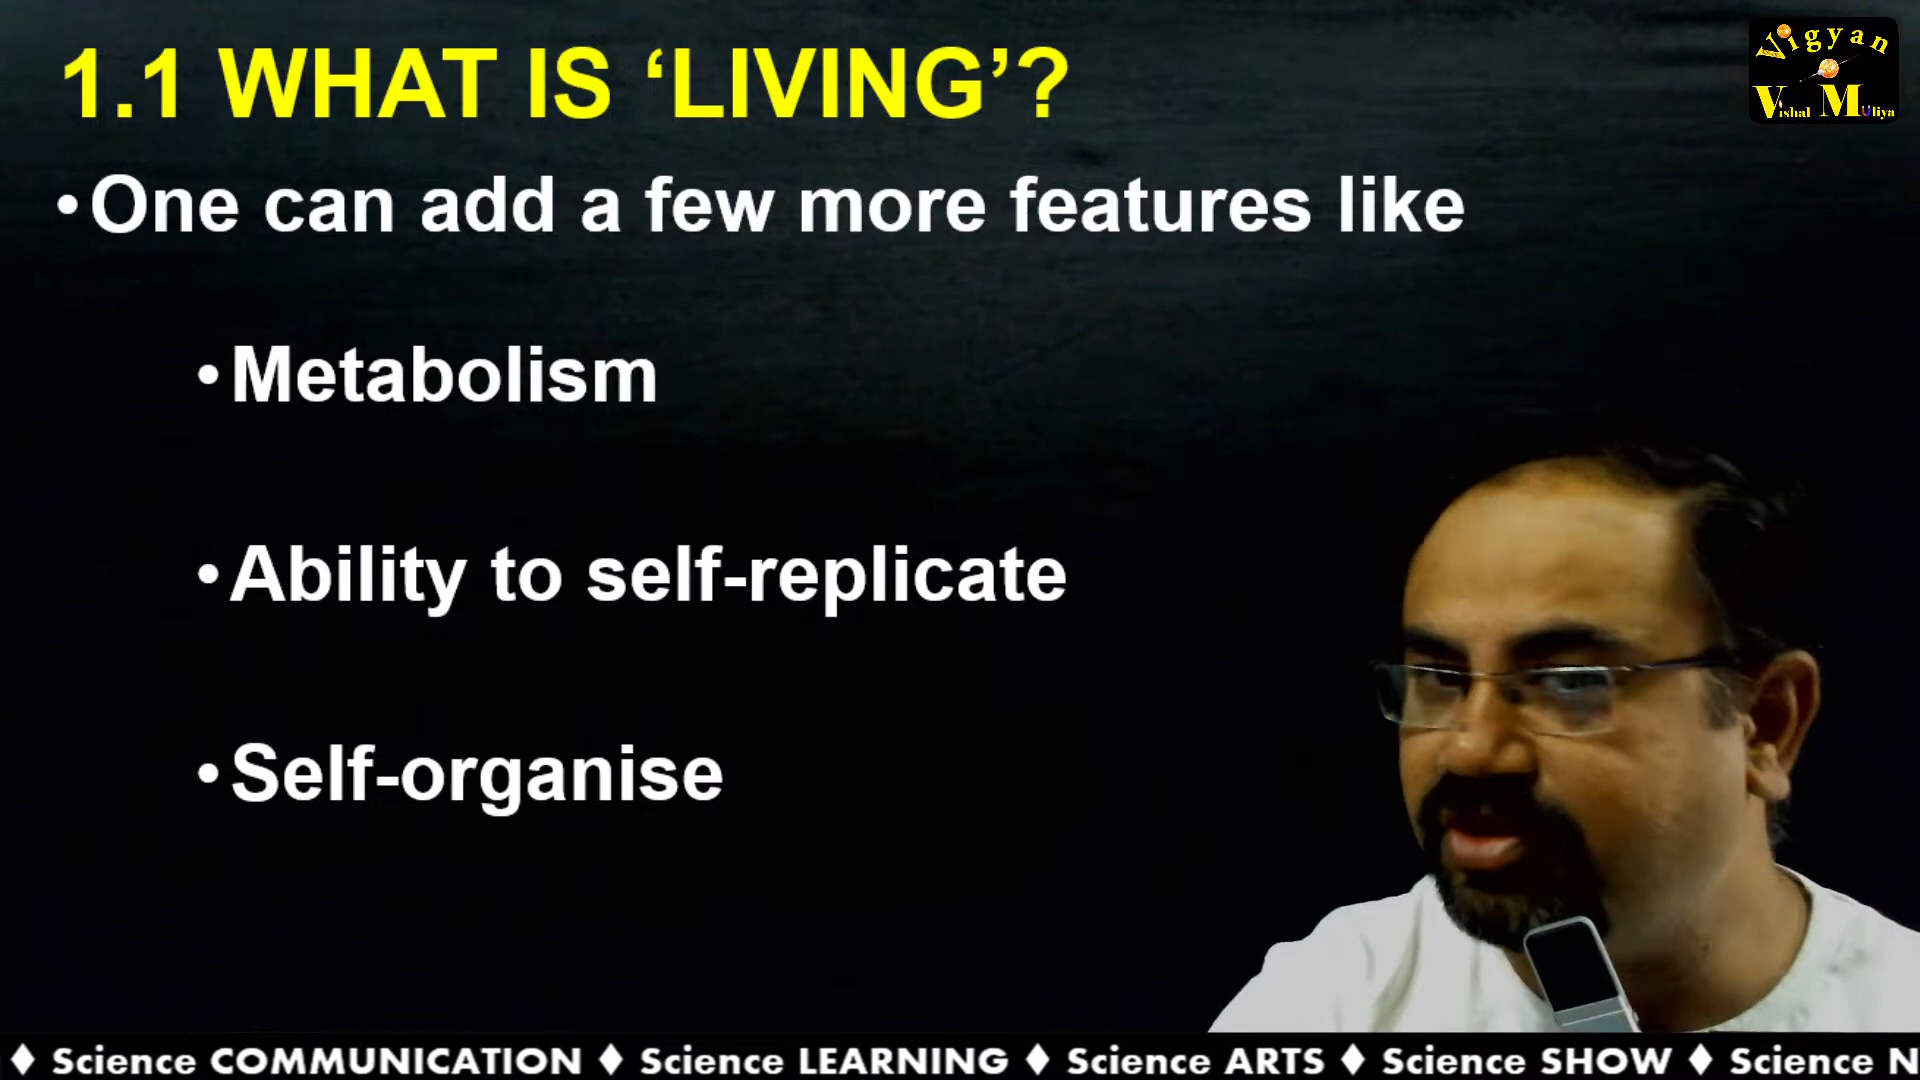 1.1 WHAT IS ‘LIVING’?
Vigyan
Vishal Muliya
•One can add a few more features like
•Metabolism
•Ability to self-replicate
•Self-organise
♦ Science COMMUNICATION ♦ Science LEARNING ♦ Science ARTS ♦ Science SHOW ♦ Science N